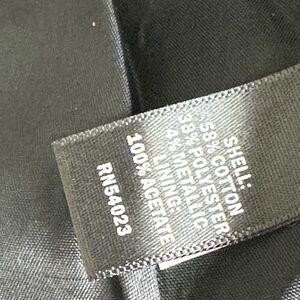 SHELL:
58% COTTON
38% POLYESTER
4% METALLIC
LINING:
100% ACETATE
RN54023